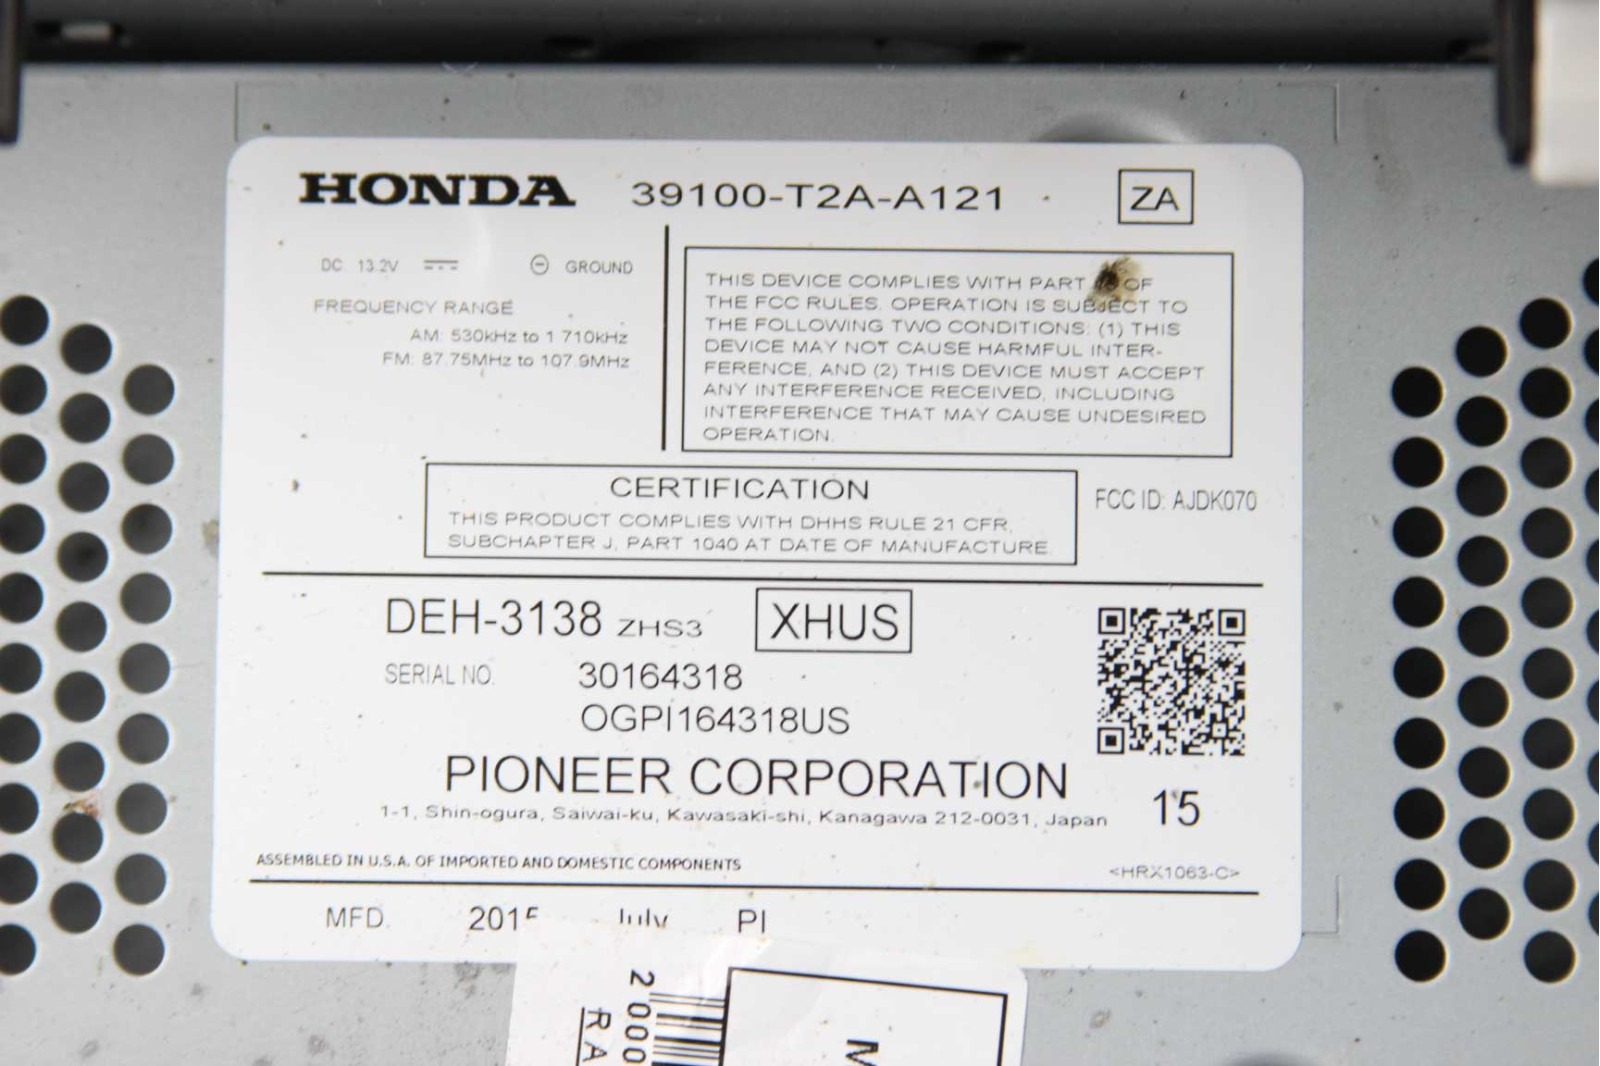 HONDA 39100-T2A-A121 ZA
DC 13.2V GROUND
FREQUENCY RANGE
AM: 530kHz to 1 710kHz
FM: 87.75MHz to 107.9MHz
THIS DEVICE COMPLIES WITH PART OF
THE FCC RULES. OPERATION IS SUBJECT TO
THE FOLLOWING TWO CONDITIONS: (1) THIS
DEVICE MAY NOT CAUSE HARMFUL INTER-
FERENCE, AND (2) THIS DEVICE MUST ACCEPT
ANY INTERFERENCE RECEIVED, INCLUDING
INTERFERENCE THAT MAY CAUSE UNDESIRED
OPERATION.
CERTIFICATION
THIS PRODUCT COMPLIES WITH DHHS RULE 21 CFR,
SUBCHAPTER J, PART 1040 AT DATE OF MANUFACTURE.
FCC ID: AJDK070
DEH-3138 ZHS3 XHUS
SERIAL NO. 30164318
OGPI164318US
PIONEER CORPORATION
1-1, Shin-ogura, Saiwai-ku, Kawasaki-shi, Kanagawa 212-0031, Japan
15
ASSEMBLED IN U.S.A. OF IMPORTED AND DOMESTIC COMPONENTS
<HRX1063-C>
MFD. 2015 July PI
2000
RA
M